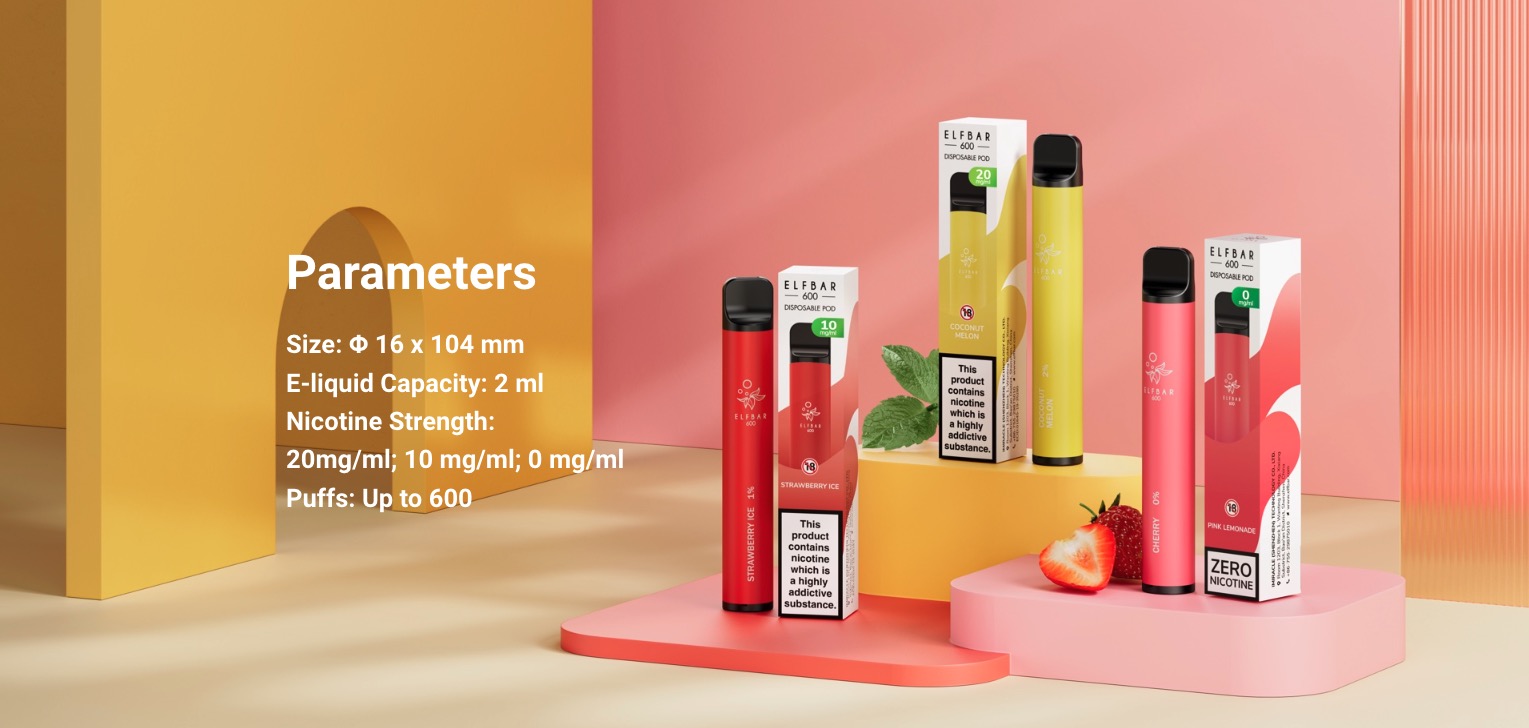 Parameters
Size: Φ 16 x 104 mm
E-liquid Capacity: 2 ml
Nicotine Strength:
20mg/ml; 10 mg/ml; 0 mg/ml
Puffs: Up to 600
ELFBAR
600
STRAWBERRY ICE 1%
ELFBAR
600
DISPOSABLE POD
10
mg/ml
ELFBAR
600
18
STRAWBERRY ICE
This
product
contains
nicotine
which is
a highly
addictive
substance.
ELFBAR
600
DISPOSABLE POD
20
mg/ml
18
COCONUT
MELON
This
product
contains
nicotine
which is
a highly
addictive
substance.
COCONUT
MELON
2%
ELFBAR
600
CHERRY 0%
ELFBAR
600
DISPOSABLE POD
0
mg/ml
ELFBAR
600
18
PINK LEMONADE
ZERO
NICOTINE